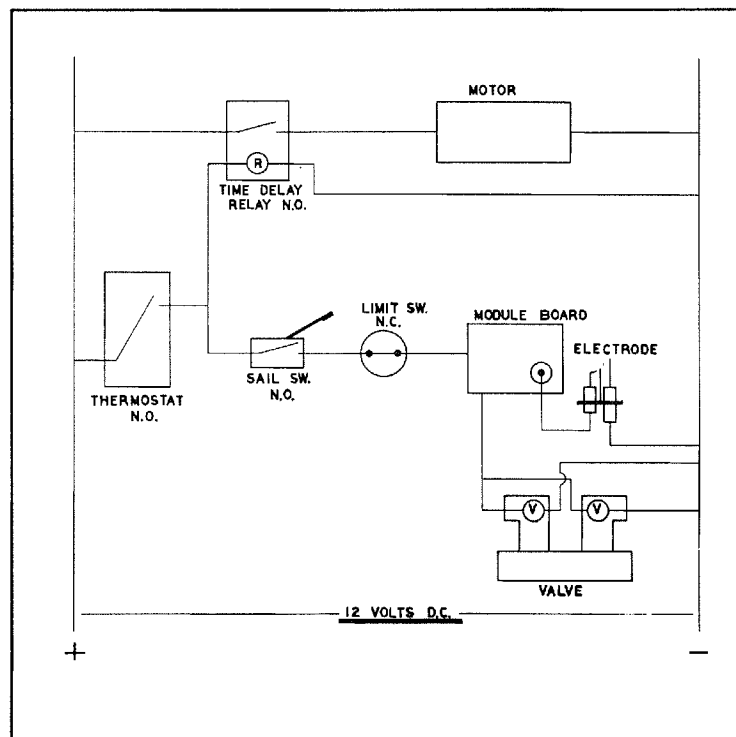 MOTOR
R
TIME DELAY
RELAY N.O.
THERMOSTAT
N.O.
SAIL SW.
N.O.
LIMIT SW.
N.C.
MODULE BOARD
ELECTRODE
V
V
VALVE
12 VOLTS D.C.
+
−